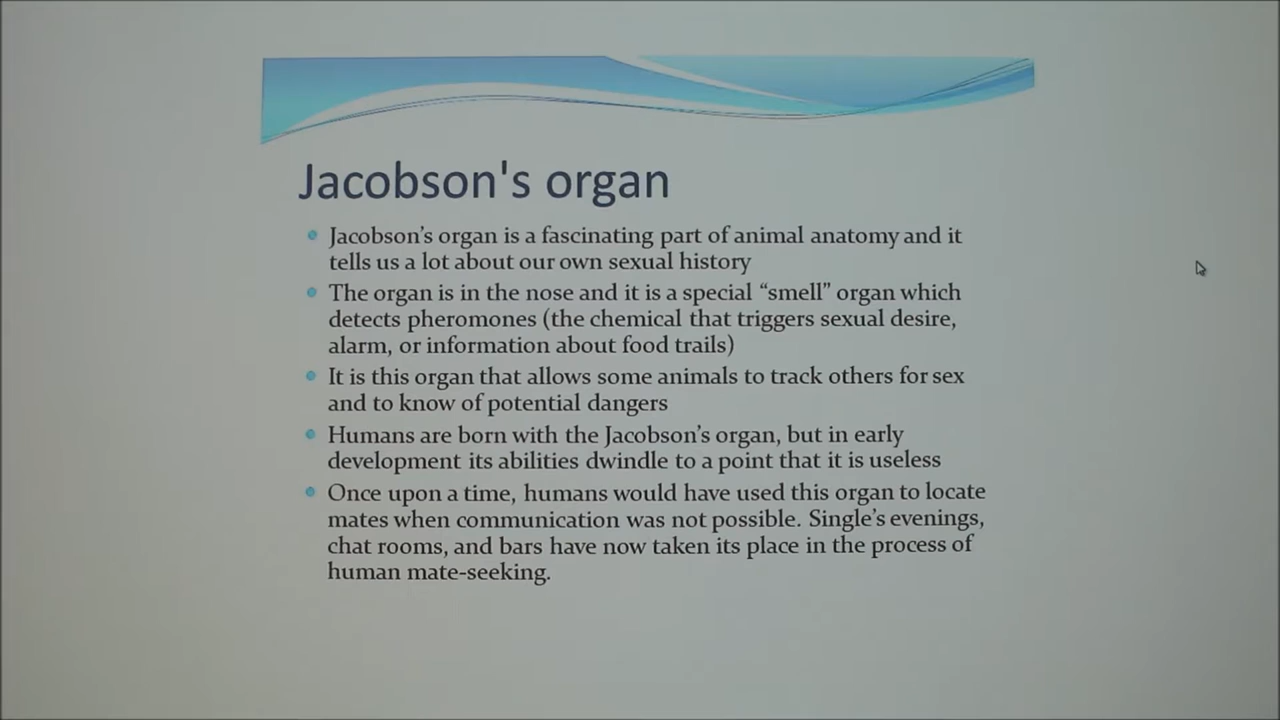 Jacobson's organ
Jacobson’s organ is a fascinating part of animal anatomy and it
tells us a lot about our own sexual history
The organ is in the nose and it is a special “smell” organ which
detects pheromones (the chemical that triggers sexual desire,
alarm, or information about food trails)
It is this organ that allows some animals to track others for sex
and to know of potential dangers
Humans are born with the Jacobson’s organ, but in early
development its abilities dwindle to a point that it is useless
Once upon a time, humans would have used this organ to locate
mates when communication was not possible. Single’s evenings,
chat rooms, and bars have now taken its place in the process of
human mate-seeking.